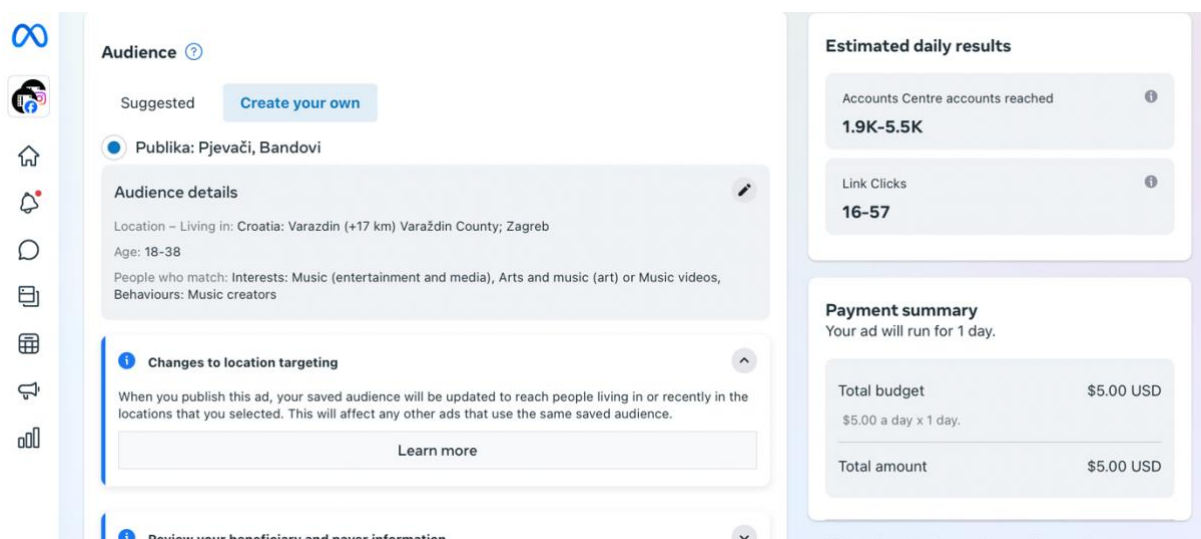 Audience
Suggested
Create your own
Publika: Pjevači, Bandovi
Audience details
Location – Living in: Croatia: Varazdin (+17 km) Varaždin County; Zagreb
Age: 18-38
People who match: Interests: Music (entertainment and media), Arts and music (art) or Music videos,
Behaviours: Music creators
Changes to location targeting
When you publish this ad, your saved audience will be updated to reach people living in or recently in the
locations that you selected. This will affect any other ads that use the same saved audience.
Learn more
Review your beneficiary and payer information
Estimated daily results
Accounts Centre accounts reached
1.9K-5.5K
Link Clicks
16-57
Payment summary
Your ad will run for 1 day.
Total budget $5.00 USD
$5.00 a day x 1 day.
Total amount $5.00 USD